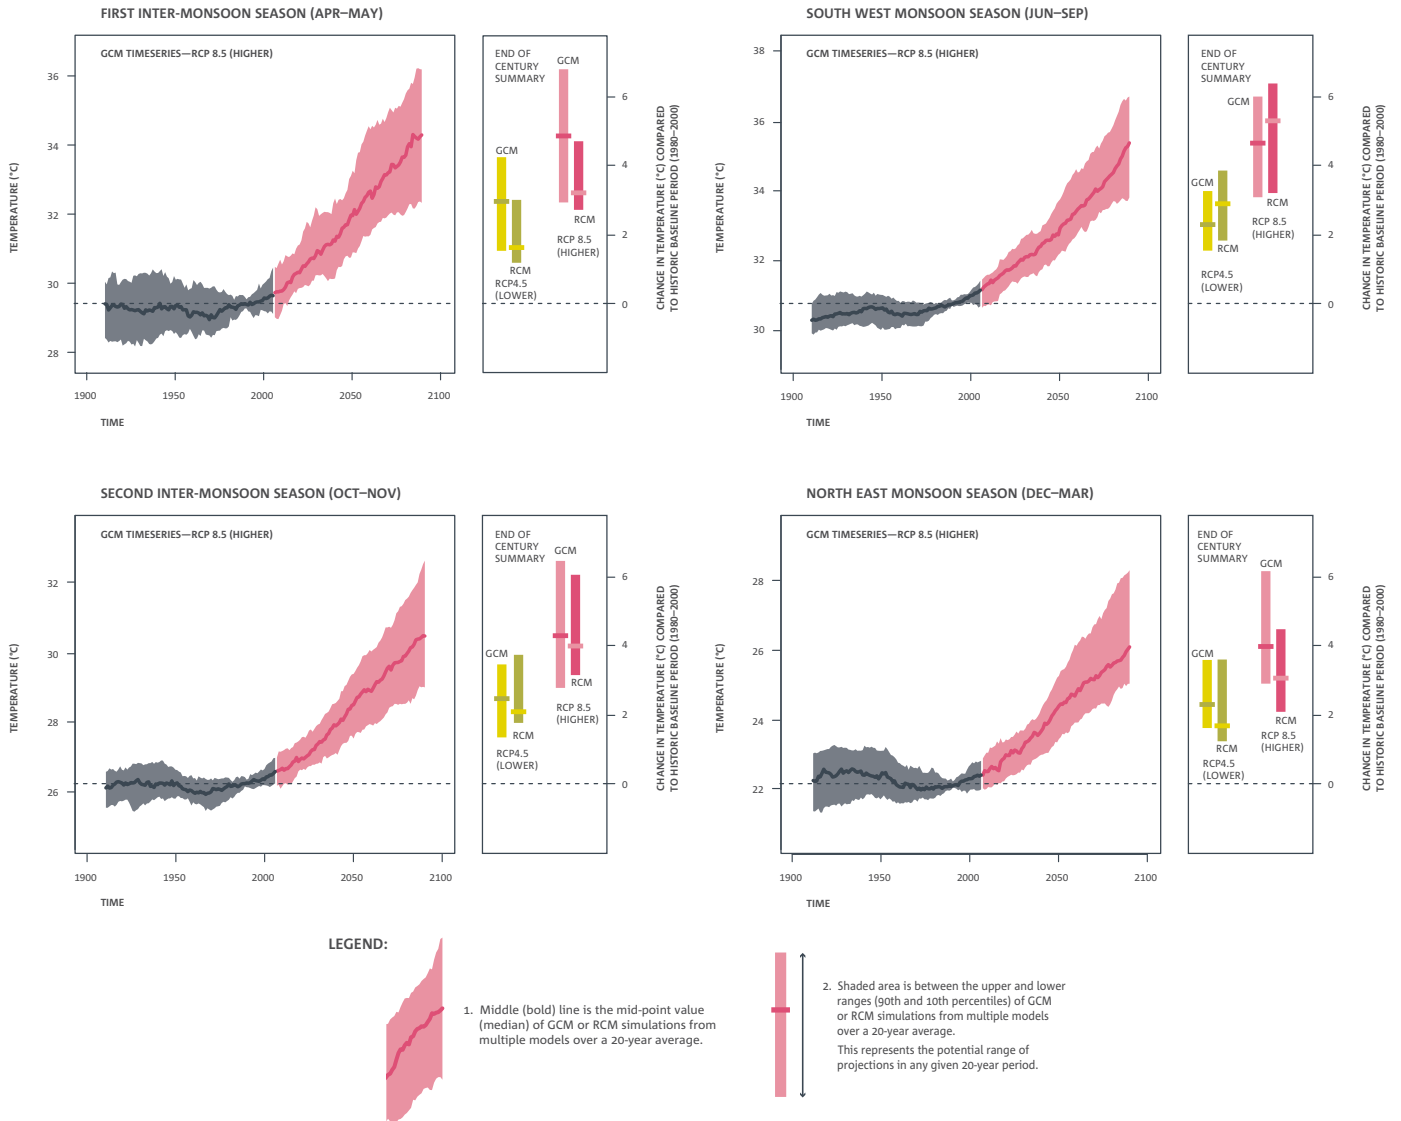 FIRST INTER-MONSOON SEASON (APR–MAY)
GCM TIMESERIES—RCP 8.5 (HIGHER)
TEMPERATURE (°C)
36
34
32
30
29
28
1900
1950
2000
2050
2100
TIME
END OF
CENTURY
SUMMARY
GCM
GCM
RCM
RCP 8.5
(HIGHER)
RCM
RCP4.5
(LOWER)
6
4
2
0
CHANGE IN TEMPERATURE (°C) COMPARED
TO HISTORIC BASELINE PERIOD (1980–2000)
SOUTH WEST MONSOON SEASON (JUN–SEP)
GCM TIMESERIES—RCP 8.5 (HIGHER)
TEMPERATURE (°C)
38
36
34
32
30
1900
1950
2000
2050
2100
TIME
END OF
CENTURY
SUMMARY
GCM
GCM
RCM
RCP 8.5
(HIGHER)
RCM
RCP4.5
(LOWER)
6
4
2
0
CHANGE IN TEMPERATURE (°C) COMPARED
TO HISTORIC BASELINE PERIOD (1980–2000)
SECOND INTER-MONSOON SEASON (OCT–NOV)
GCM TIMESERIES—RCP 8.5 (HIGHER)
TEMPERATURE (°C)
32
30
28
26
1900
1950
2000
2050
2100
TIME
END OF
CENTURY
SUMMARY
GCM
GCM
RCM
RCP 8.5
(HIGHER)
RCM
RCP4.5
(LOWER)
6
4
2
0
CHANGE IN TEMPERATURE (°C) COMPARED
TO HISTORIC BASELINE PERIOD (1980–2000)
NORTH EAST MONSOON SEASON (DEC–MAR)
GCM TIMESERIES—RCP 8.5 (HIGHER)
TEMPERATURE (°C)
28
26
24
22
1900
1950
2000
2050
2100
TIME
END OF
CENTURY
SUMMARY
GCM
GCM
RCM
RCP 8.5
(HIGHER)
RCM
RCP4.5
(LOWER)
6
4
2
0
CHANGE IN TEMPERATURE (°C) COMPARED
TO HISTORIC BASELINE PERIOD (1980–2000)
LEGEND:
1. Middle (bold) line is the mid-point value
(median) of GCM or RCM simulations from
multiple models over a 20-year average.
2. Shaded area is between the upper and lower
ranges (90th and 10th percentiles) of GCM
or RCM simulations from multiple models
over a 20-year average.
This represents the potential range of
projections in any given 20-year period.